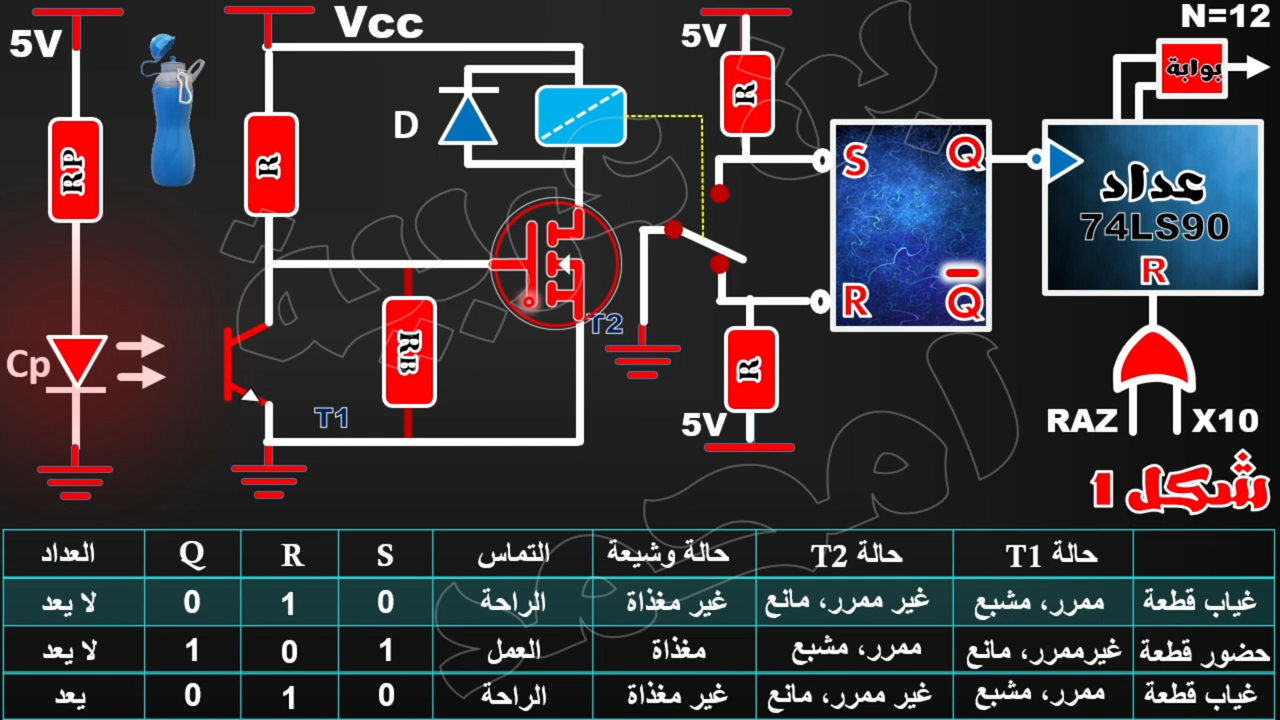 5V
Vcc
5V
N=12
بوابة
RP
R
D
R
S
Q
عداد
74LS90
R
R
Q
Cp
RB
T2
T1
R
5V
RAZ
X10
شكل 1
حالة T1 حالة T2 حالة وشيعة التماس S R Q العداد
غياب قطعة ممرر، مشبع غير ممرر، مانع غير مغذاة الراحة 0 1 0 لا يعد
حضور قطعة غيرممرر، مانع ممرر، مشبع مغذاة العمل 1 0 1 لا يعد
غياب قطعة ممرر، مشبع غير ممرر، مانع غير مغذاة الراحة 0 1 0 يعد